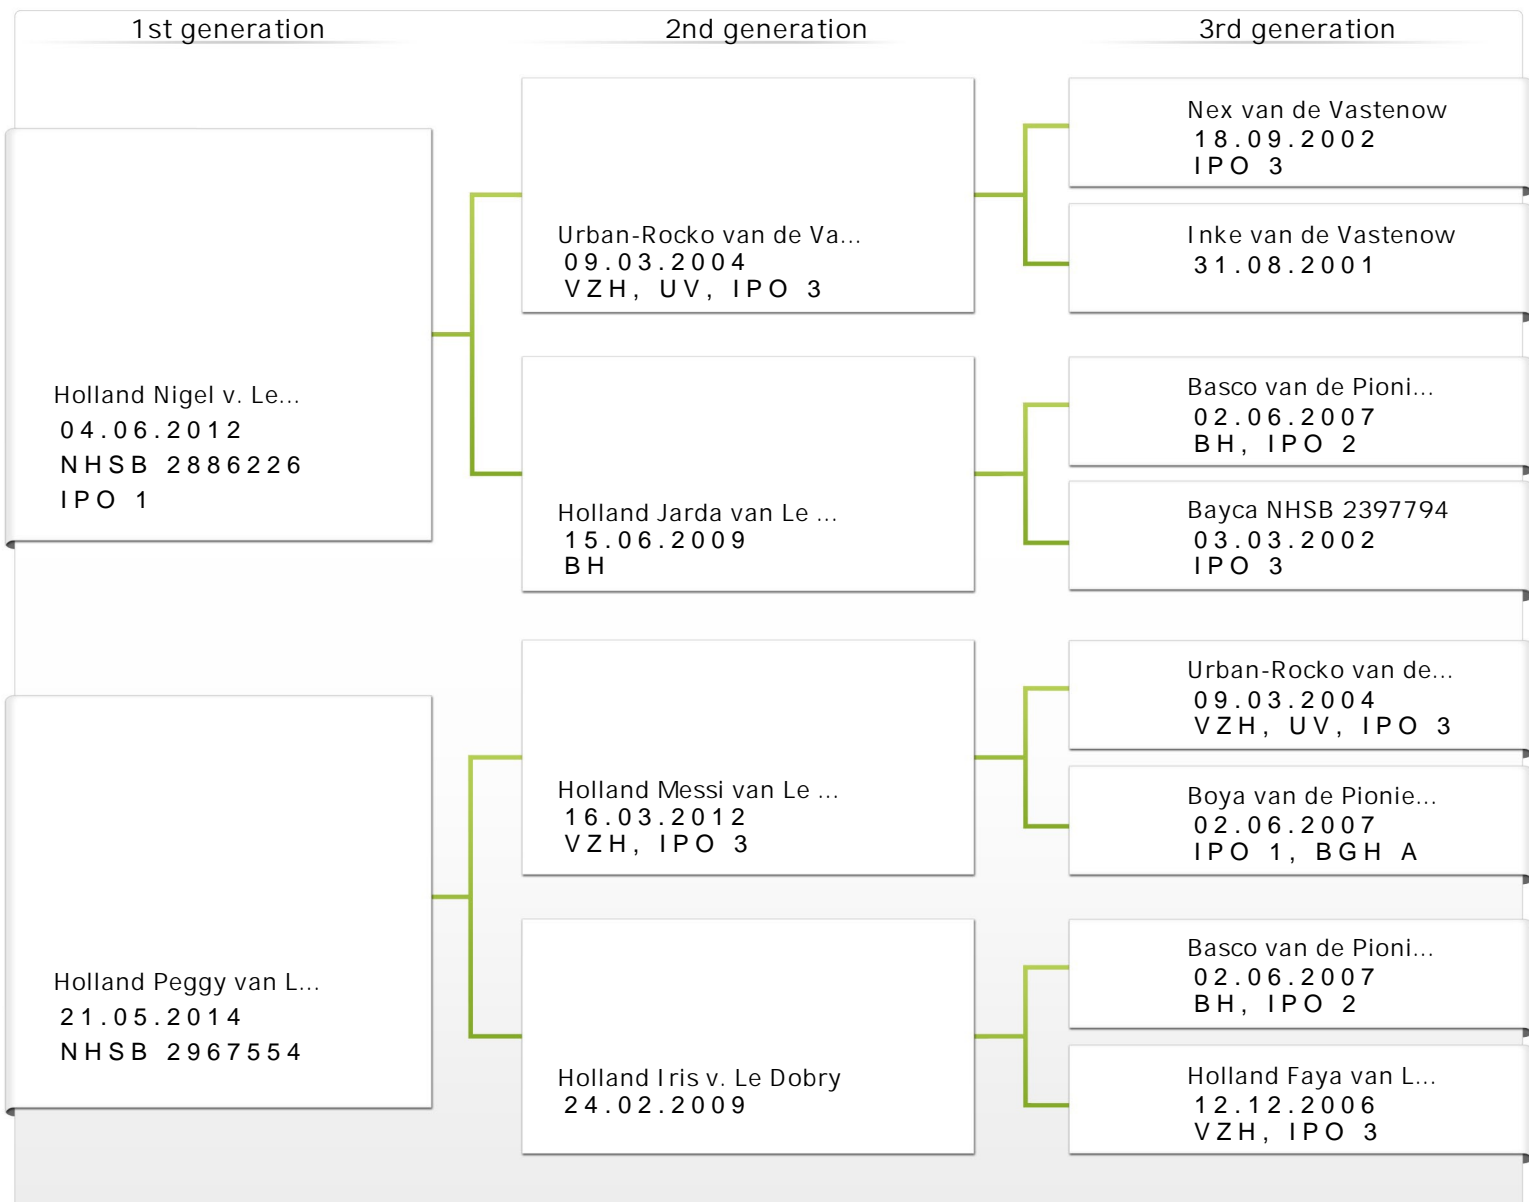 1st generation
2nd generation
3rd generation
Holland Nigel v. Le...
04.06.2012
NHSB 2886226
IPO 1
Holland Peggy van L...
21.05.2014
NHSB 2967554
Urban-Rocko van de Va...
09.03.2004
VZH, UV, IPO 3
Holland Jarda van Le ...
15.06.2009
BH
Holland Messi van Le ...
16.03.2012
VZH, IPO 3
Holland Iris v. Le Dobry
24.02.2009
Nex van de Vastenow
18.09.2002
IPO 3
Inke van de Vastenow
31.08.2001
Basco van de Pioni...
02.06.2007
BH, IPO 2
Bayca NHSB 2397794
03.03.2002
IPO 3
Urban-Rocko van de...
09.03.2004
VZH, UV, IPO 3
Boya van de Pionie...
02.06.2007
IPO 1, BGH A
Basco van de Pioni...
02.06.2007
BH, IPO 2
Holland Faya van L...
12.12.2006
VZH, IPO 3